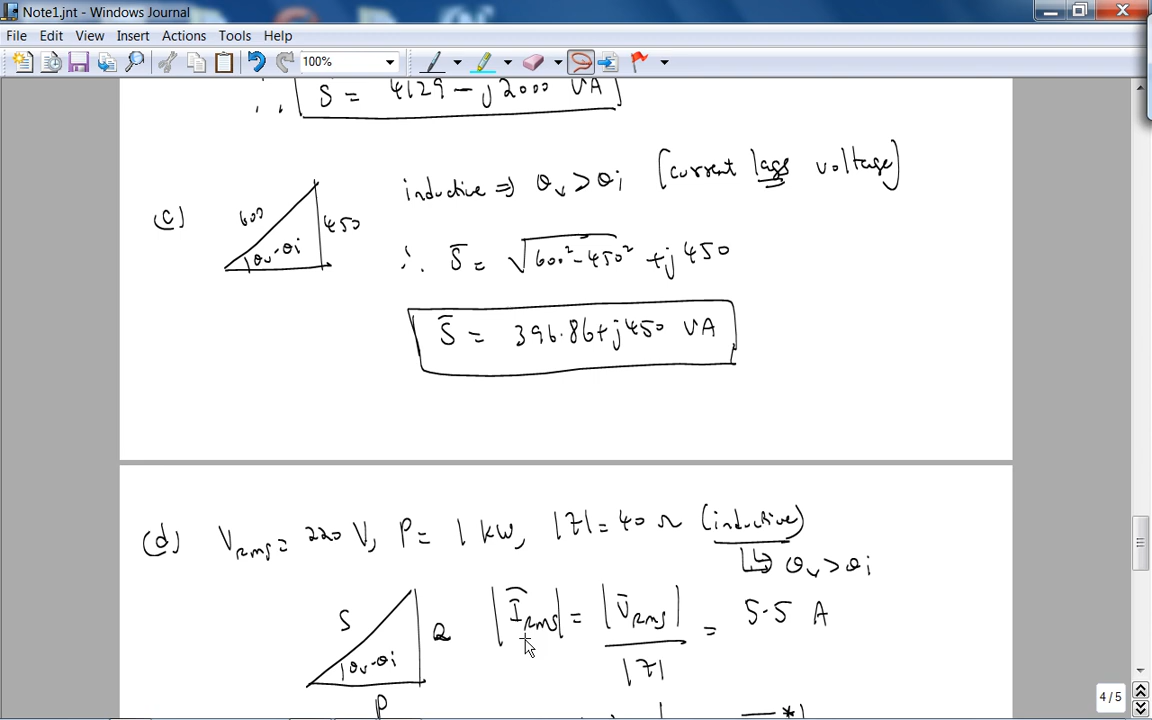 Note1.jnt - Windows Journal
File Edit View Insert Actions Tools Help
100%
∴ S = 4129 - j2000 VA
(c) 600 450 θv-θi
inductive ⇒ θv > θi (current lags voltage)
∴ S̄ = √(600²-450²) + j450
S̄ = 396.86+j450 VA
(d) Vrms = 220 V, P = 1 kW, |Z| = 40 Ω (inductive)
↳ θv > θi
S Q θv-θi P
|Īrms| = |V̄rms| / |Z| = 5.5 A
4/5